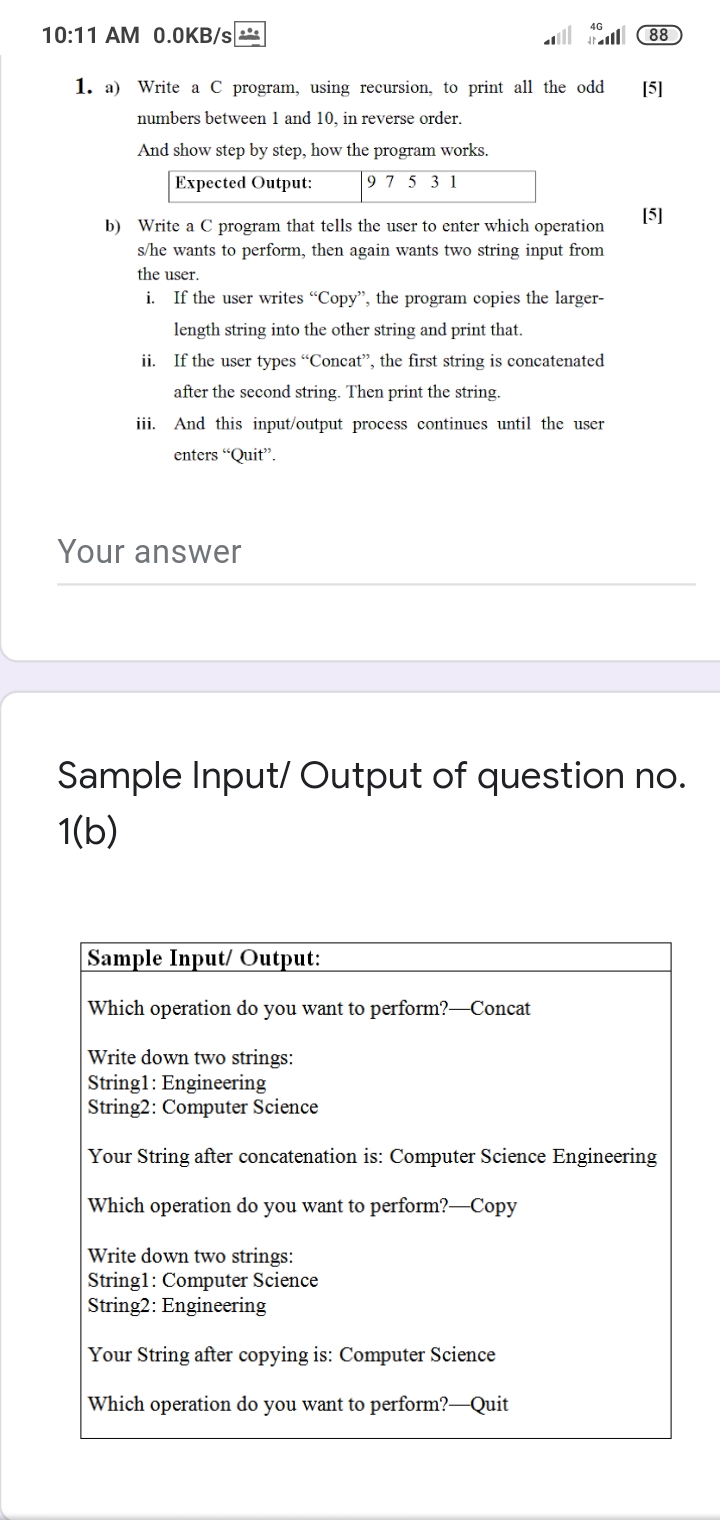 10:11 AM 0.0KB/s 4G 88
1. a) Write a C program, using recursion, to print all the odd [5]
numbers between 1 and 10, in reverse order.
And show step by step, how the program works.
Expected Output: 9 7 5 3 1
b) Write a C program that tells the user to enter which operation [5]
s/he wants to perform, then again wants two string input from
the user.
i. If the user writes “Copy”, the program copies the larger-
length string into the other string and print that.
ii. If the user types “Concat”, the first string is concatenated
after the second string. Then print the string.
iii. And this input/output process continues until the user
enters “Quit”.
Your answer
Sample Input/ Output of question no.
1(b)
Sample Input/ Output:
Which operation do you want to perform?—Concat
Write down two strings:
String1: Engineering
String2: Computer Science
Your String after concatenation is: Computer Science Engineering
Which operation do you want to perform?—Copy
Write down two strings:
String1: Computer Science
String2: Engineering
Your String after copying is: Computer Science
Which operation do you want to perform?—Quit